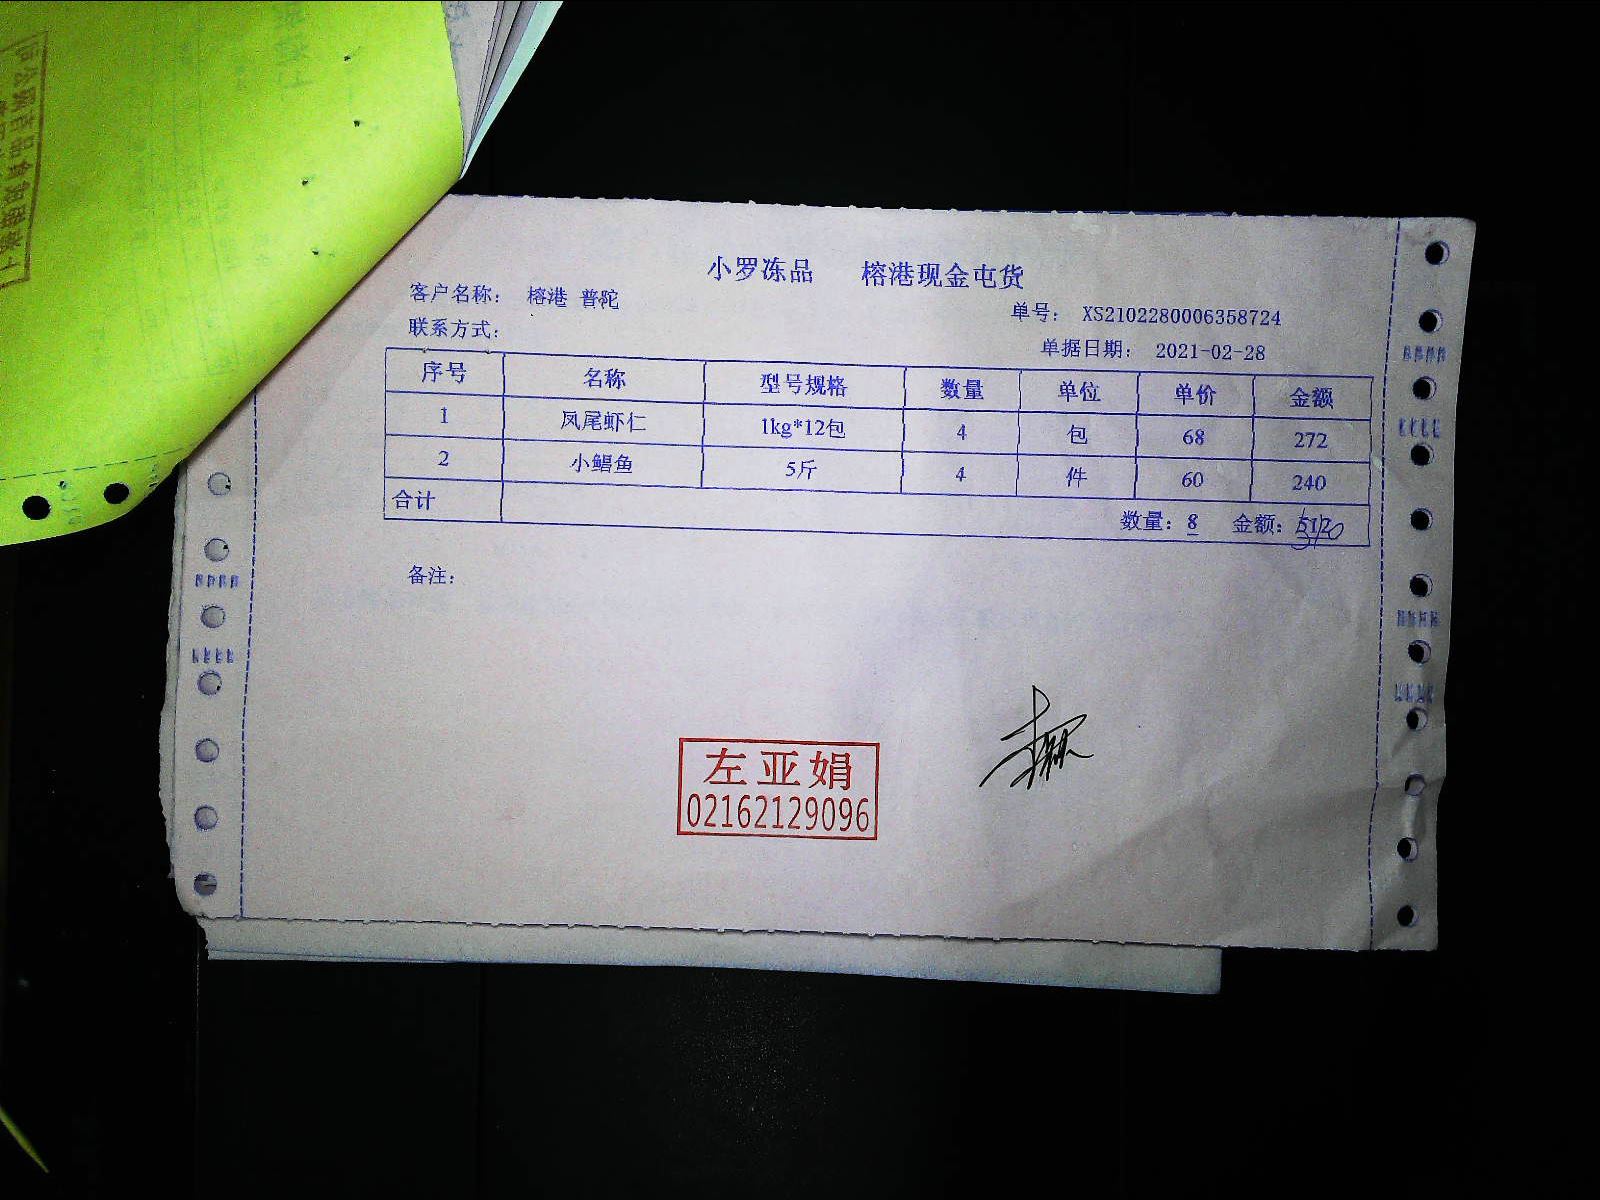 小罗冻品 榕港现金屯货
客户名称： 榕港 普陀
单号： XS2102280006358724
联系方式：
单据日期： 2021-02-28
序号 名称 型号规格 数量 单位 单价 金额
1 凤尾虾仁 1kg*12包 4 包 68 272
2 小鲳鱼 5斤 4 件 60 240
合计 数量：8 金额：
备注：
左亚娟
02162129096